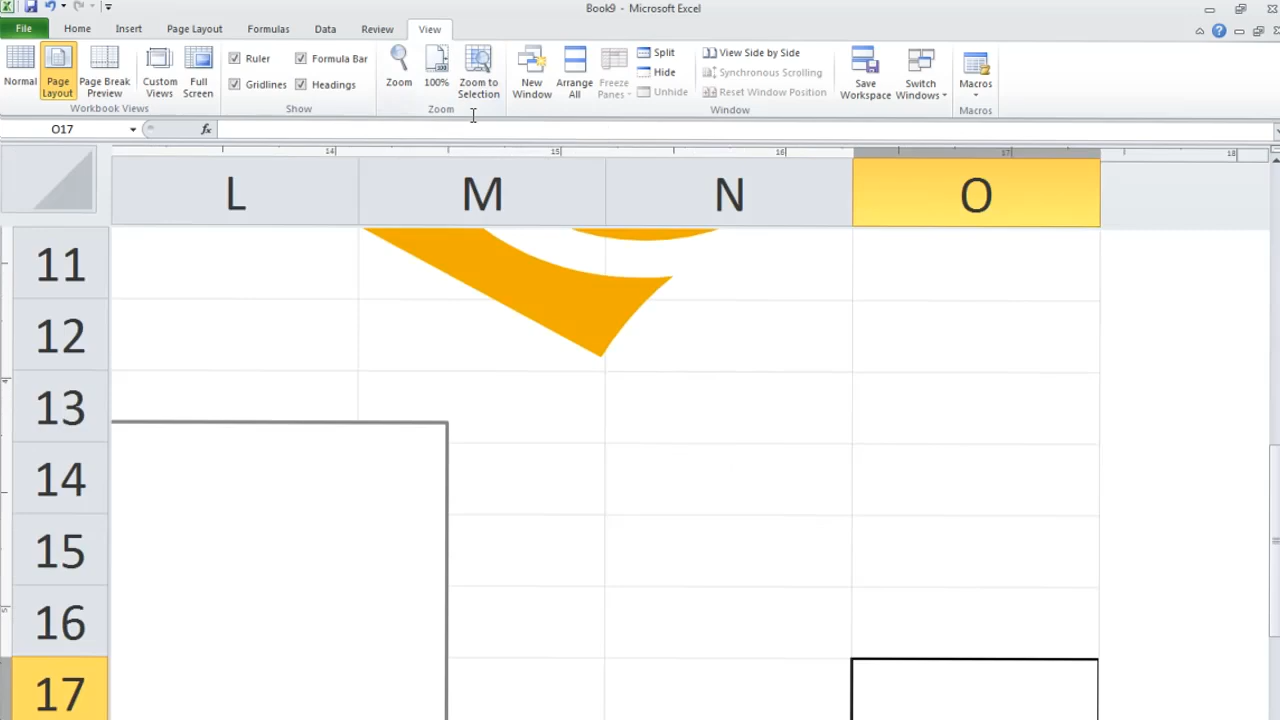 Book9 - Microsoft Excel
File Home Insert Page Layout Formulas Data Review View
Normal Page Layout Page Break Preview Custom Views Full Screen
Workbook Views
Ruler Formula Bar
Gridlines Headings
Show
Zoom 100% Zoom to Selection
Zoom
New Window Arrange All Freeze Panes
Split
Hide
Unhide
View Side by Side
Synchronous Scrolling
Reset Window Position
Window
Save Workspace Switch Windows
Macros
Macros
O17 fx
14 15 16 17 18
L M N O
11
12
13
14
15
16
17
4
5